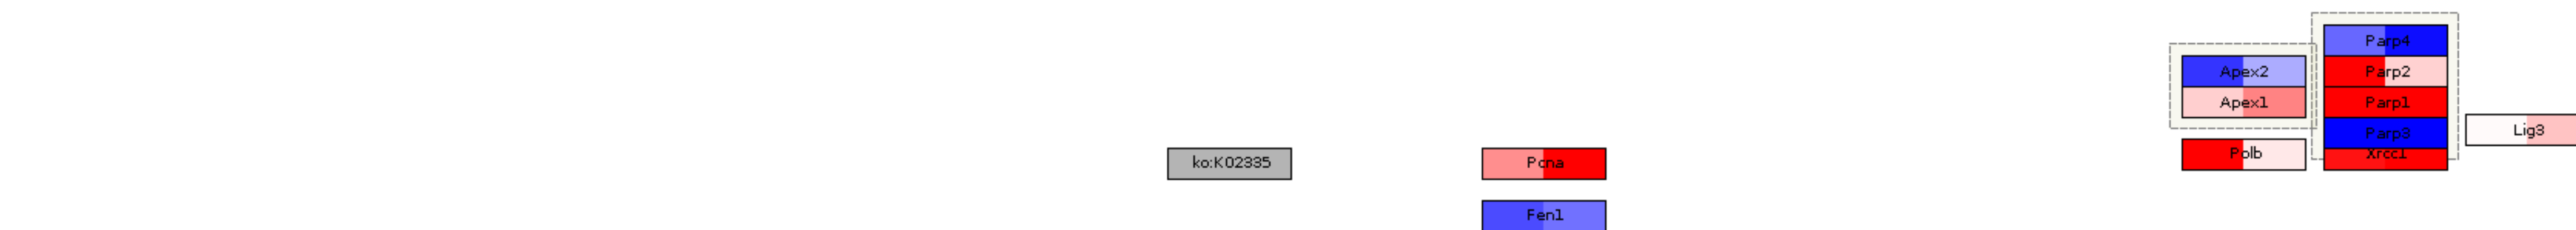 Parp4
Apex2
Parp2
Apex1
Parp1
Lig3
Parp3
Polb
Xrcc1
ko:K02335
Pcna
Fen1